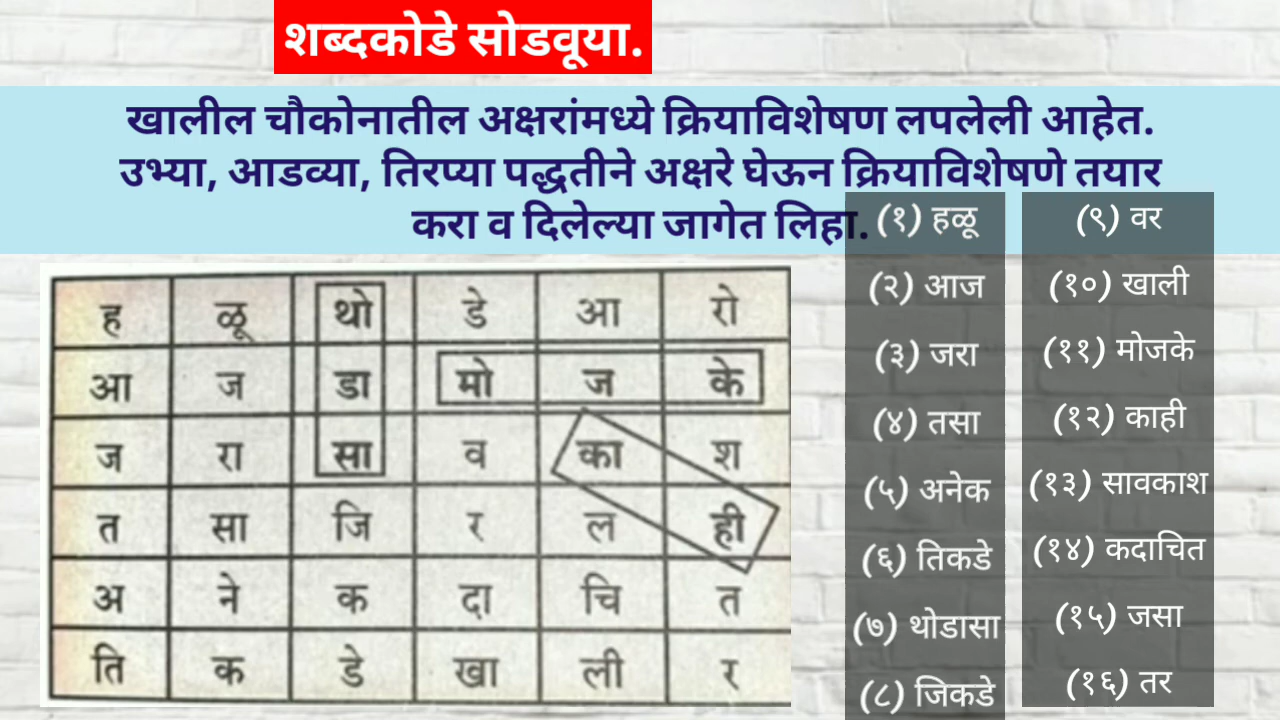 शब्दकोडे सोडवूया.
खालील चौकोनातील अक्षरांमध्ये क्रियाविशेषण लपलेली आहेत.
उभ्या, आडव्या, तिरप्या पद्धतीने अक्षरे घेऊन क्रियाविशेषणे तयार
करा व दिलेल्या जागेत लिहा.
ह ळू थो डे आ रो
आ ज डा मो ज के
ज रा सा व का श
त सा जि र ल ही
अ ने क दा चि त
ति क डे खा ली र
(१) हळू
(२) आज
(३) जरा
(४) तसा
(५) अनेक
(६) तिकडे
(७) थोडासा
(८) जिकडे
(९) वर
(१०) खाली
(११) मोजके
(१२) काही
(१३) सावकाश
(१४) कदाचित
(१५) जसा
(१६) तर